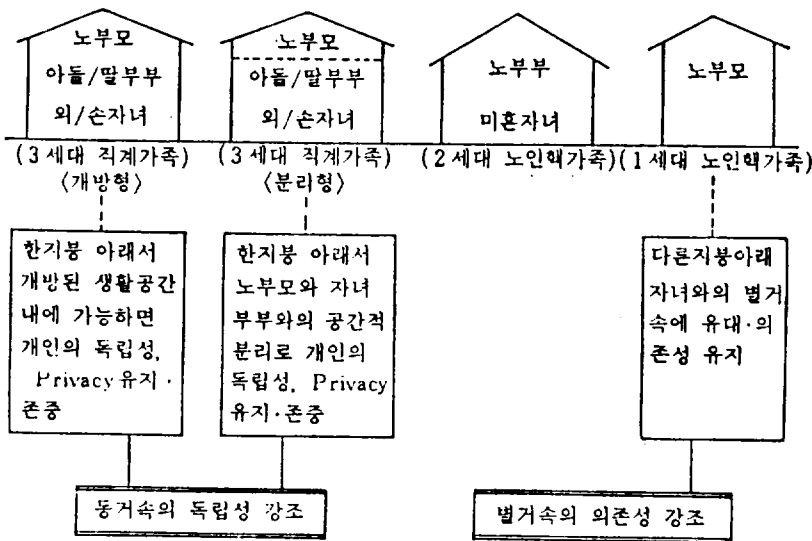 노부모
아들/딸부부
외/손자녀
(3세대 직계가족)
〈개방형〉
노부모
아둘/딸부부
외/손자녀
(3세대 직계가족)
〈분리형〉
노부부
미혼자녀
(2세대 노인핵가족)
노부모
(1세대 노인핵가족)
한지붕 아래서
개방된 생활공간
내에 가능하면
개인의 독립성,
Privacy유지·
존중
한지붕 아래서
노부모와 자녀
부부와의 공간적
분리로 개인의
독립성, Privacy
유지·존중
다른지붕아래
자녀와의 별거
속에 유대·의
존성 유지
동거속의 독립성 강조
별거속의 의존성 강조